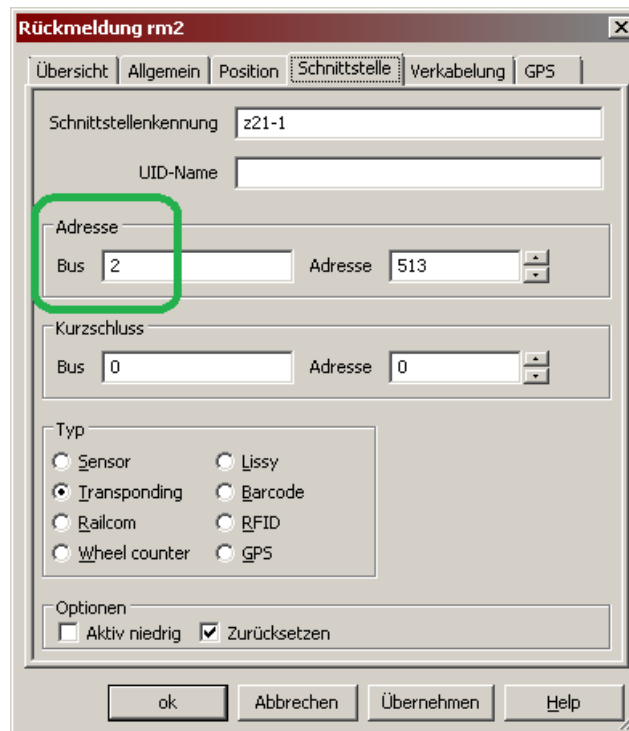 Rückmeldung rm2
Übersicht Allgemein Position Schnittstelle Verkabelung GPS
Schnittstellenkennung z21-1
UID-Name
Adresse
Bus 2 Adresse 513
Kurzschluss
Bus 0 Adresse 0
Typ
Sensor Lissy
Transponding Barcode
Railcom RFID
Wheel counter GPS
Optionen
Aktiv niedrig Zurücksetzen
ok Abbrechen Übernehmen Help